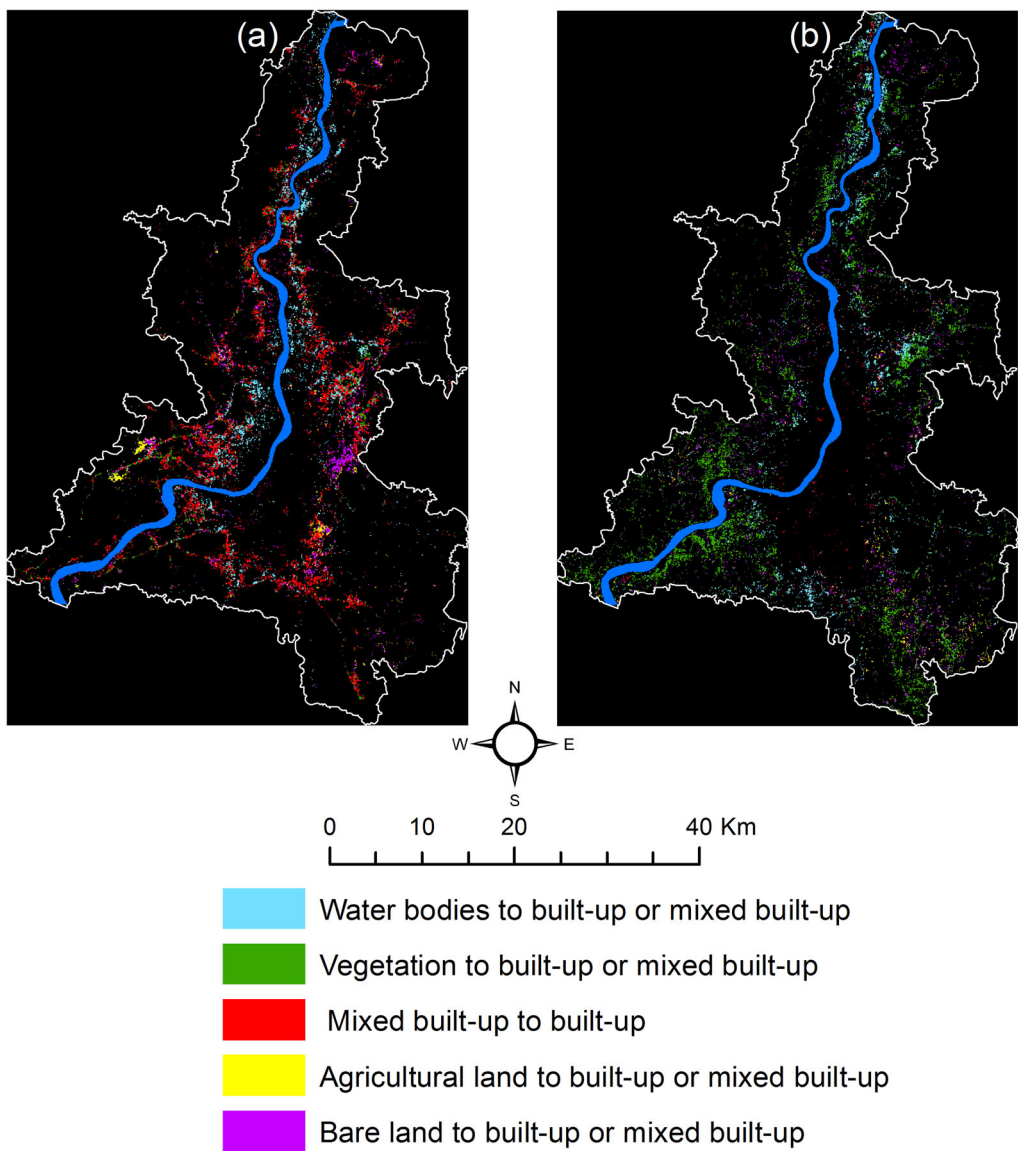 (a) (b)
N
W E
S
0 10 20 40 Km
Water bodies to built-up or mixed built-up
Vegetation to built-up or mixed built-up
Mixed built-up to built-up
Agricultural land to built-up or mixed built-up
Bare land to built-up or mixed built-up